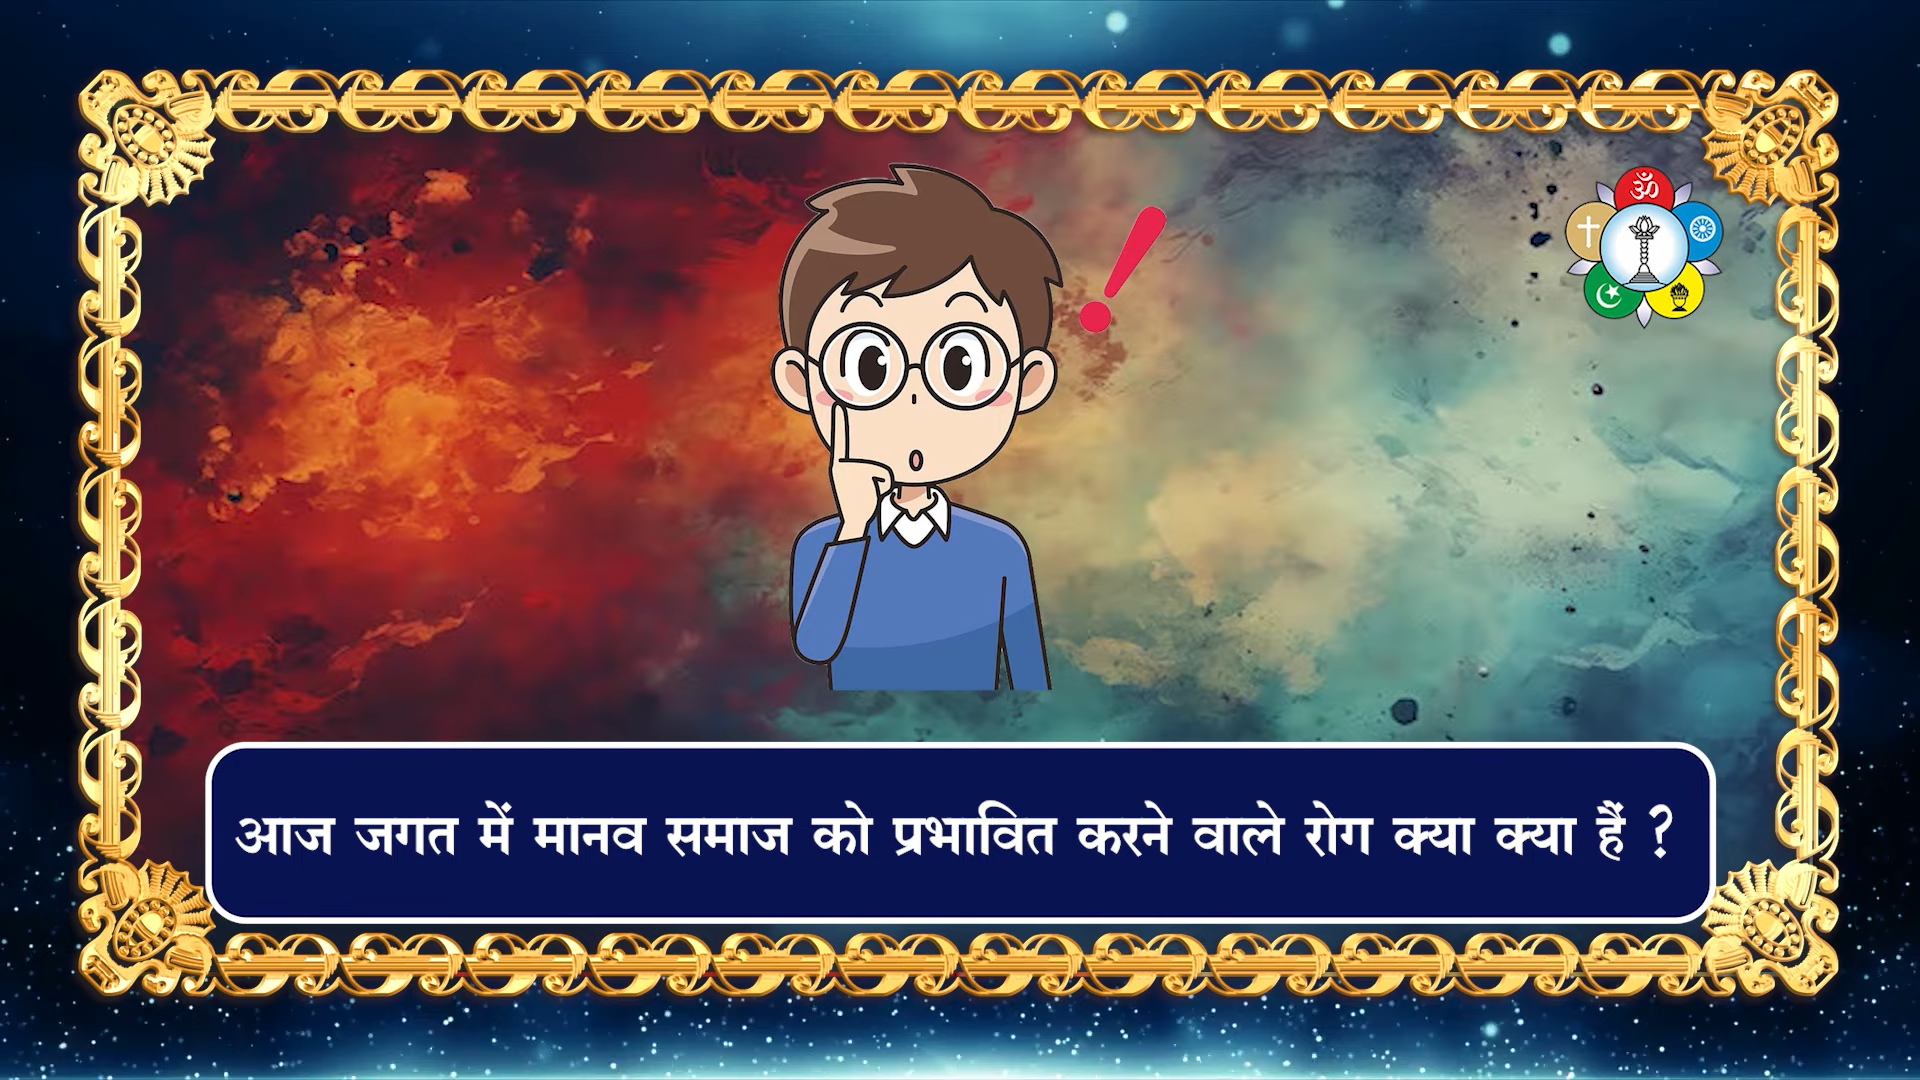 ॐ
आज जगत में मानव समाज को प्रभावित करने वाले रोग क्या क्या हैं ?